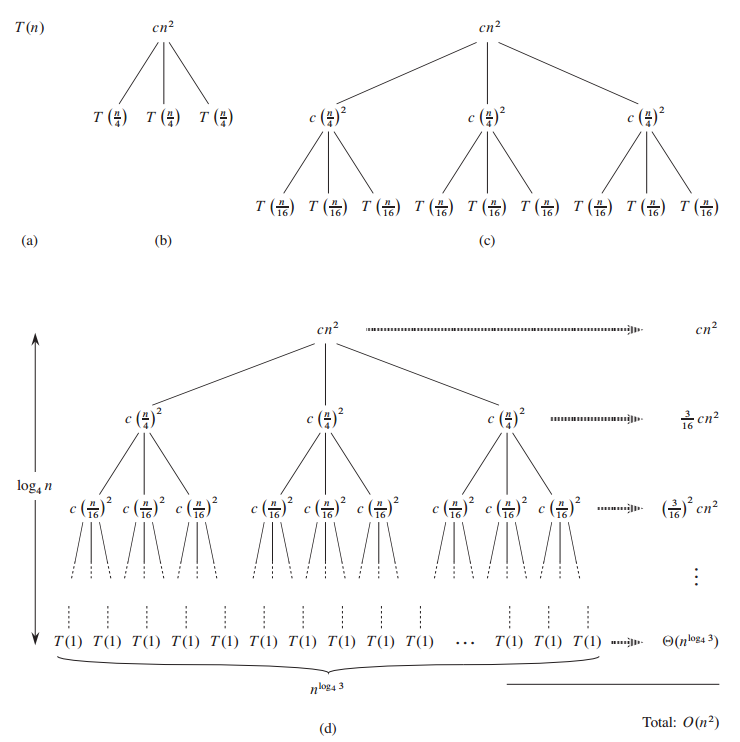 T(n) cn² cn²
T(n/4) T(n/4) T(n/4) c(n/4)² c(n/4)² c(n/4)²
T(n/16) T(n/16) T(n/16) T(n/16) T(n/16) T(n/16) T(n/16) T(n/16) T(n/16)
(a) (b) (c)
cn² cn²
c(n/4)² c(n/4)² c(n/4)² 3/16 cn²
log₄ n
c(n/16)² c(n/16)² c(n/16)² c(n/16)² c(n/16)² c(n/16)² c(n/16)² c(n/16)² c(n/16)² (3/16)² cn²
⋮
T(1) T(1) T(1) T(1) T(1) T(1) T(1) T(1) T(1) T(1) … T(1) T(1) T(1) Θ(n^(log₄ 3))
n^(log₄ 3)
(d) Total: O(n²)